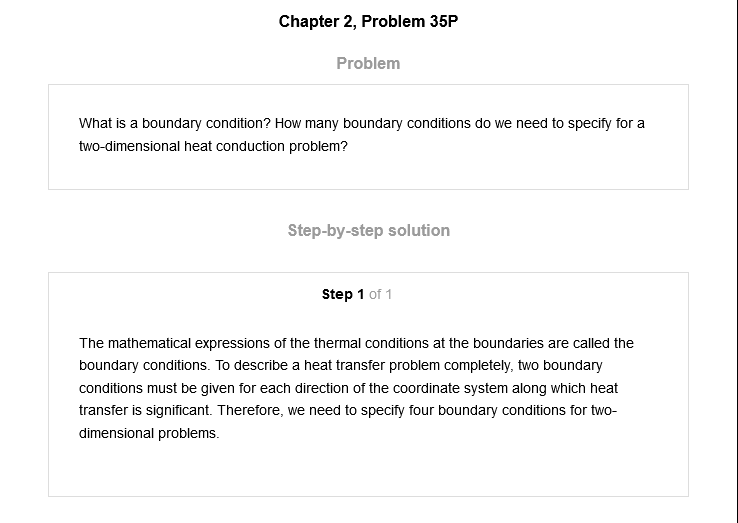 Chapter 2, Problem 35P
Problem
What is a boundary condition? How many boundary conditions do we need to specify for a
two-dimensional heat conduction problem?
Step-by-step solution
Step 1 of 1
The mathematical expressions of the thermal conditions at the boundaries are called the
boundary conditions. To describe a heat transfer problem completely, two boundary
conditions must be given for each direction of the coordinate system along which heat
transfer is significant. Therefore, we need to specify four boundary conditions for two-
dimensional problems.